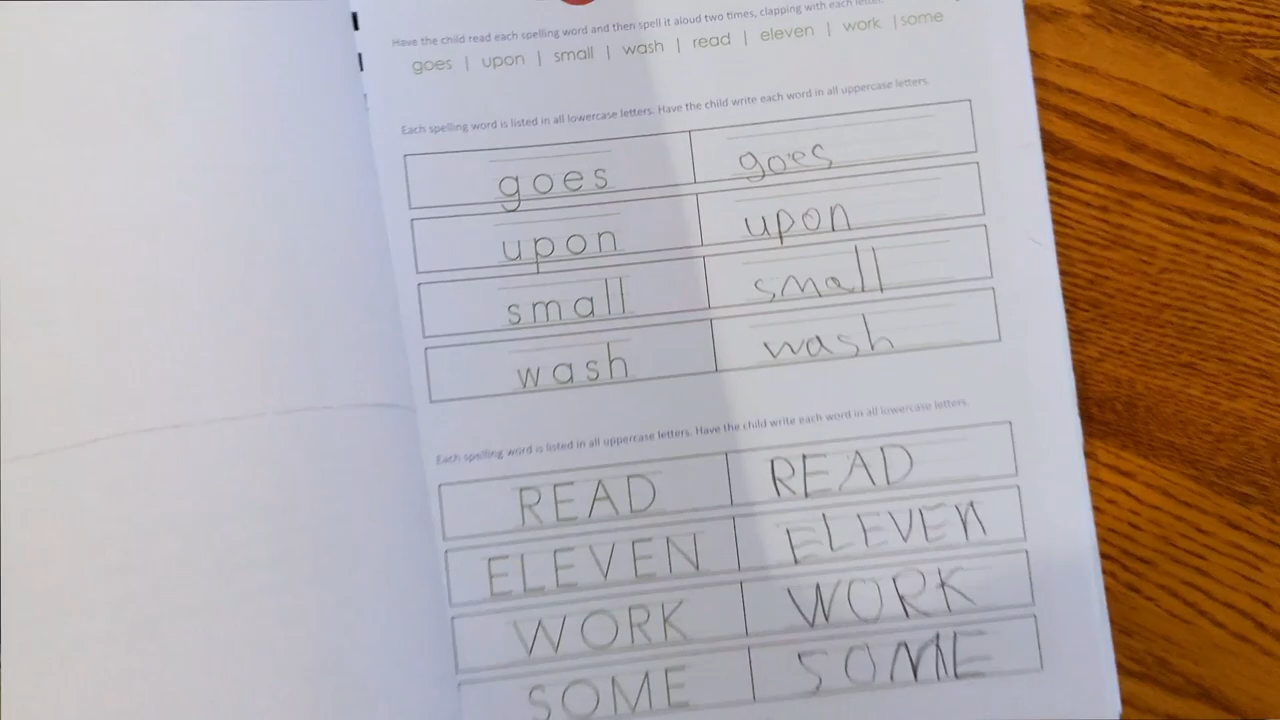 Have the child read each spelling word and then spell it aloud two times, clapping with each letter.
goes | upon | small | wash | read | eleven | work | some
Each spelling word is listed in all lowercase letters. Have the child write each word in all uppercase letters.
goes goes
upon upon
small small
wash wash
Each spelling word is listed in all uppercase letters. Have the child write each word in all lowercase letters.
READ READ
ELEVEN ELEVEN
WORK WORK
SOME SOME